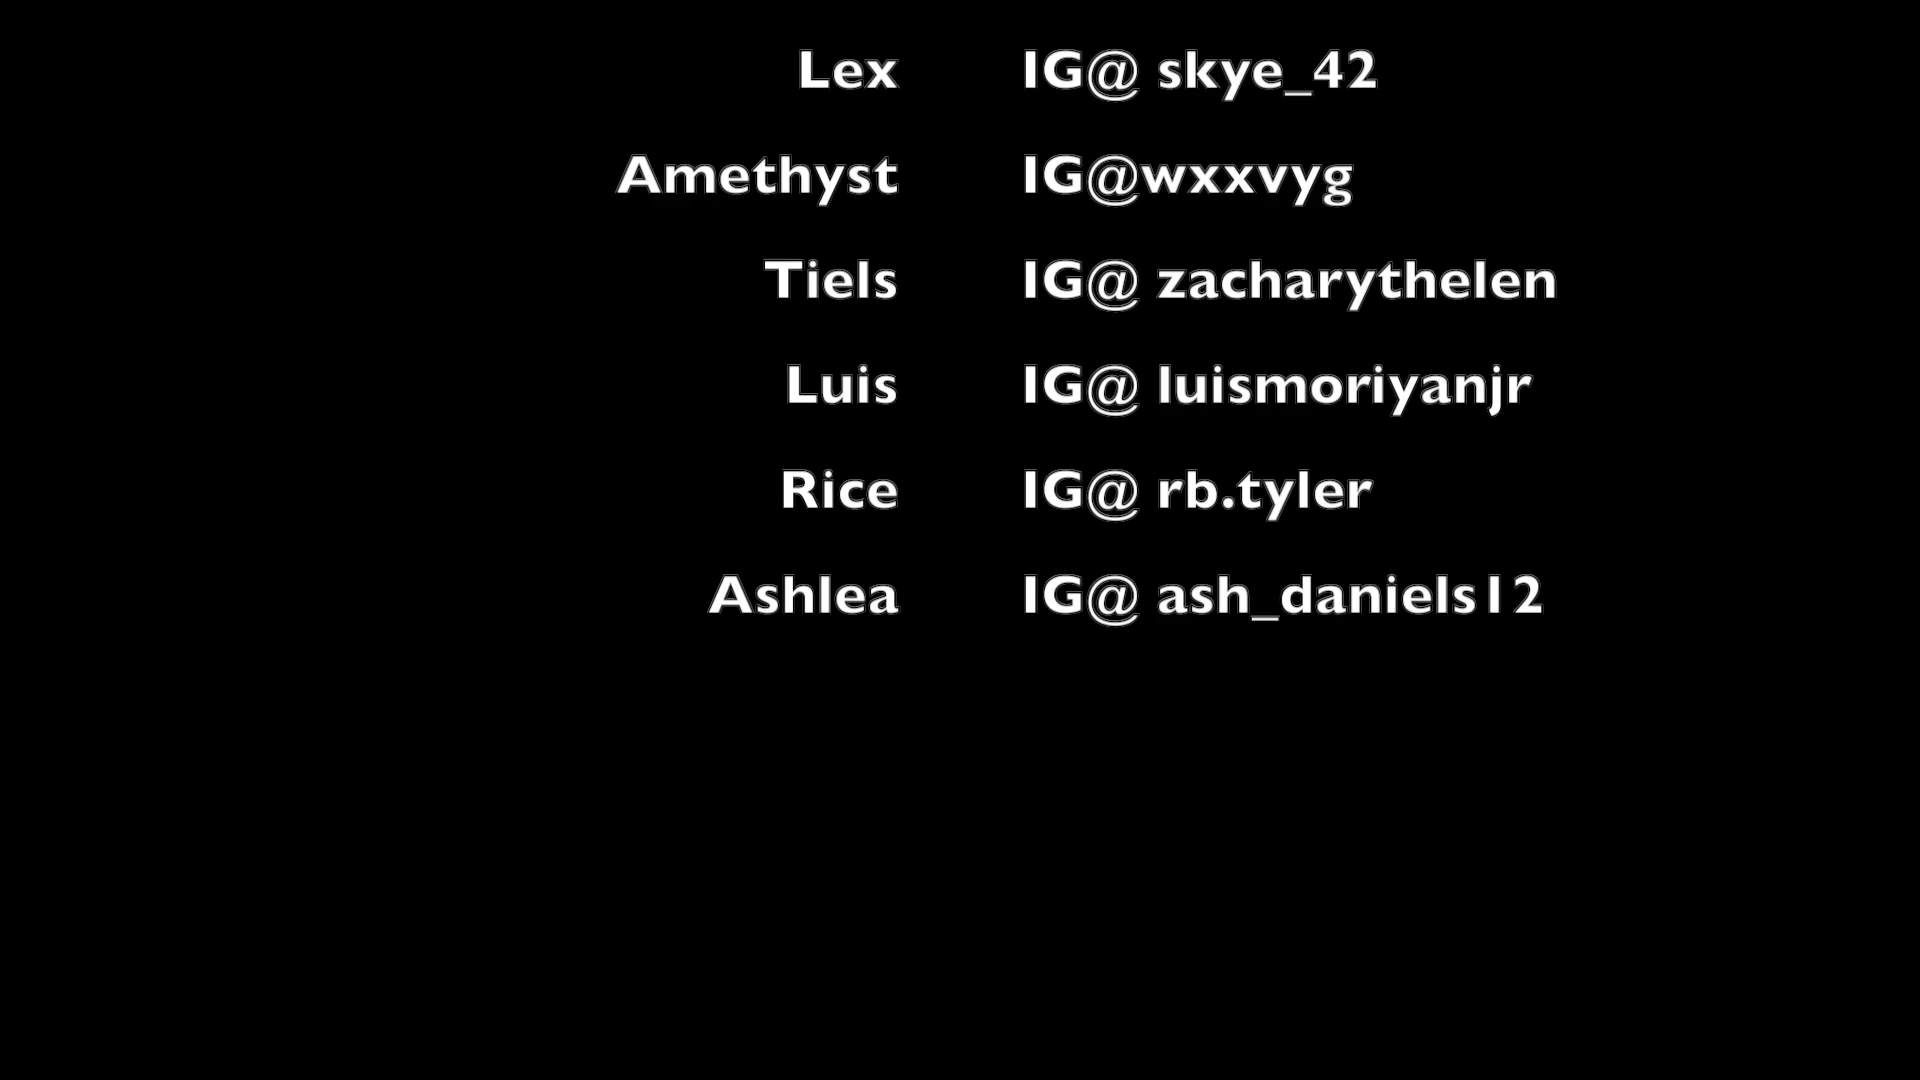 Lex IG@ skye_42
Amethyst IG@wxxvyg
Tiels IG@ zacharythelen
Luis IG@ luismoriyanjr
Rice IG@ rb.tyler
Ashlea IG@ ash_daniels12